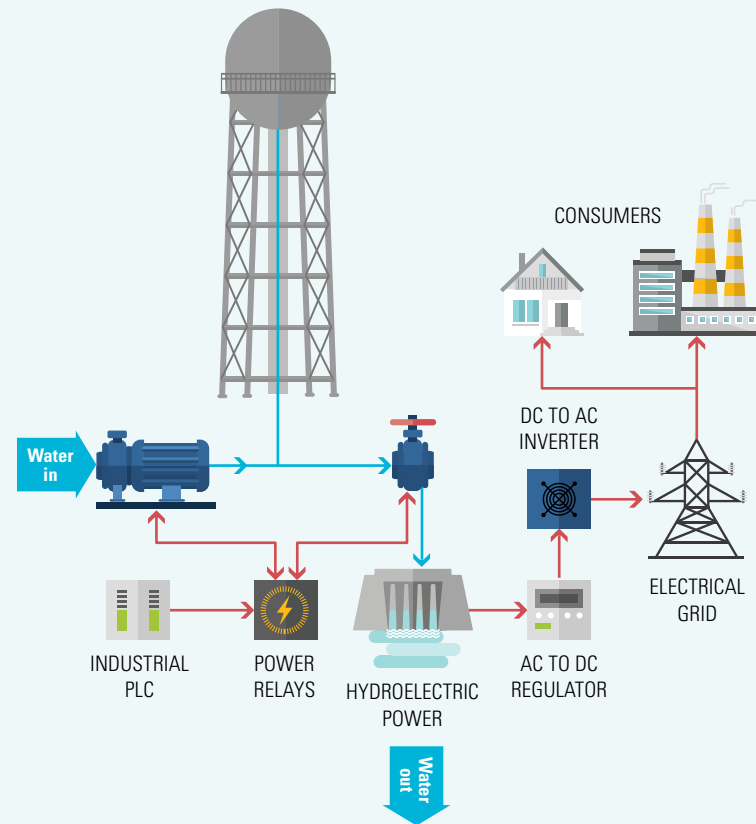 CONSUMERS
DC TO AC
INVERTER
Water
in
ELECTRICAL
GRID
INDUSTRIAL
PLC
POWER
RELAYS
HYDROELECTRIC
POWER
AC TO DC
REGULATOR
Water
out